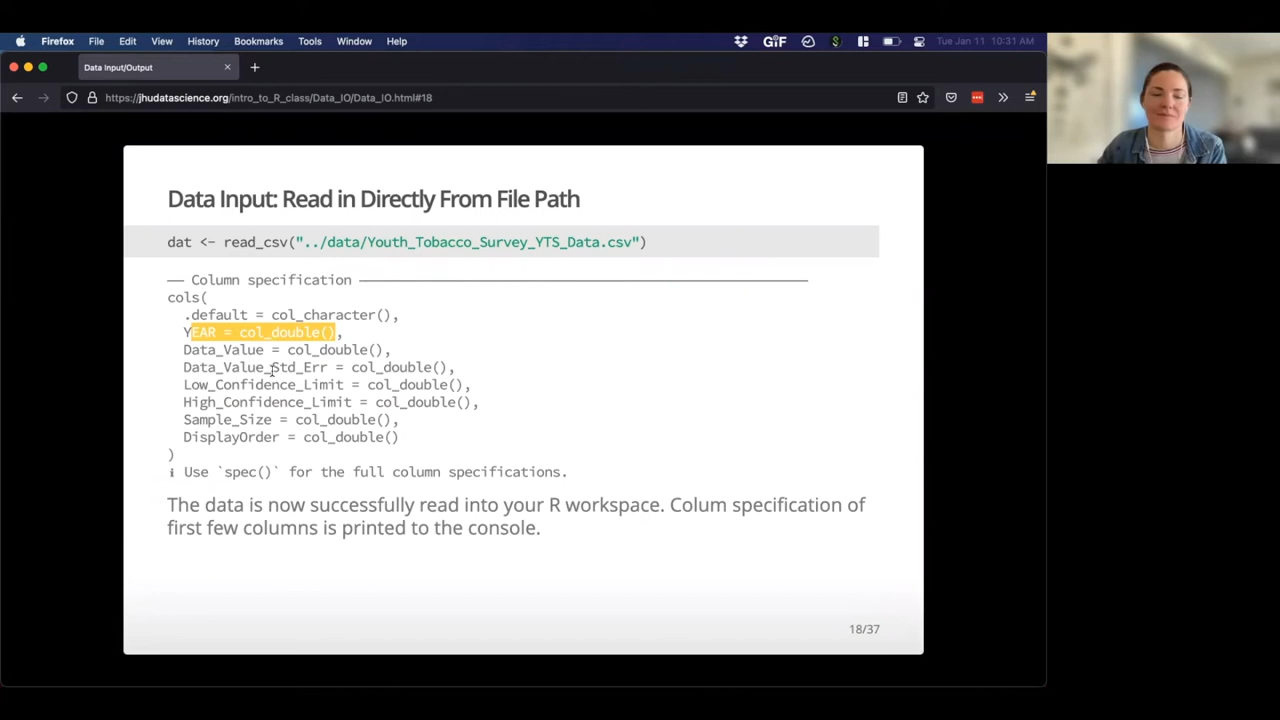 Firefox File Edit View History Bookmarks Tools Window Help GIF S Tue Jan 11 10:31 AM
Data Input/Output
https://jhudatascience.org/intro_to_R_class/Data_IO/Data_IO.html#18
Data Input: Read in Directly From File Path
dat <- read_csv("../data/Youth_Tobacco_Survey_YTS_Data.csv")
── Column specification ────────────────────────────────────────────────────────
cols(
  .default = col_character(),
  YEAR = col_double(),
  Data_Value = col_double(),
  Data_Value_Std_Err = col_double(),
  Low_Confidence_Limit = col_double(),
  High_Confidence_Limit = col_double(),
  Sample_Size = col_double(),
  DisplayOrder = col_double()
)
ℹ Use `spec()` for the full column specifications.
The data is now successfully read into your R workspace. Colum specification of
first few columns is printed to the console.
18/37